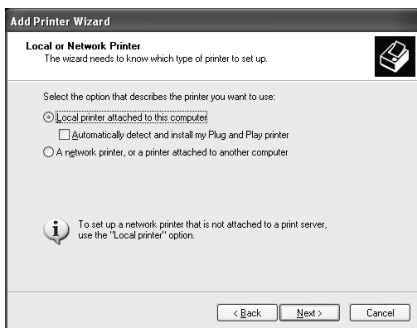 Add Printer Wizard
Local or Network Printer
The wizard needs to know which type of printer to set up.
Select the option that describes the printer you want to use:
Local printer attached to this computer
Automatically detect and install my Plug and Play printer
A network printer, or a printer attached to another computer
To set up a network printer that is not attached to a print server,
use the "Local printer" option.
< Back
Next >
Cancel